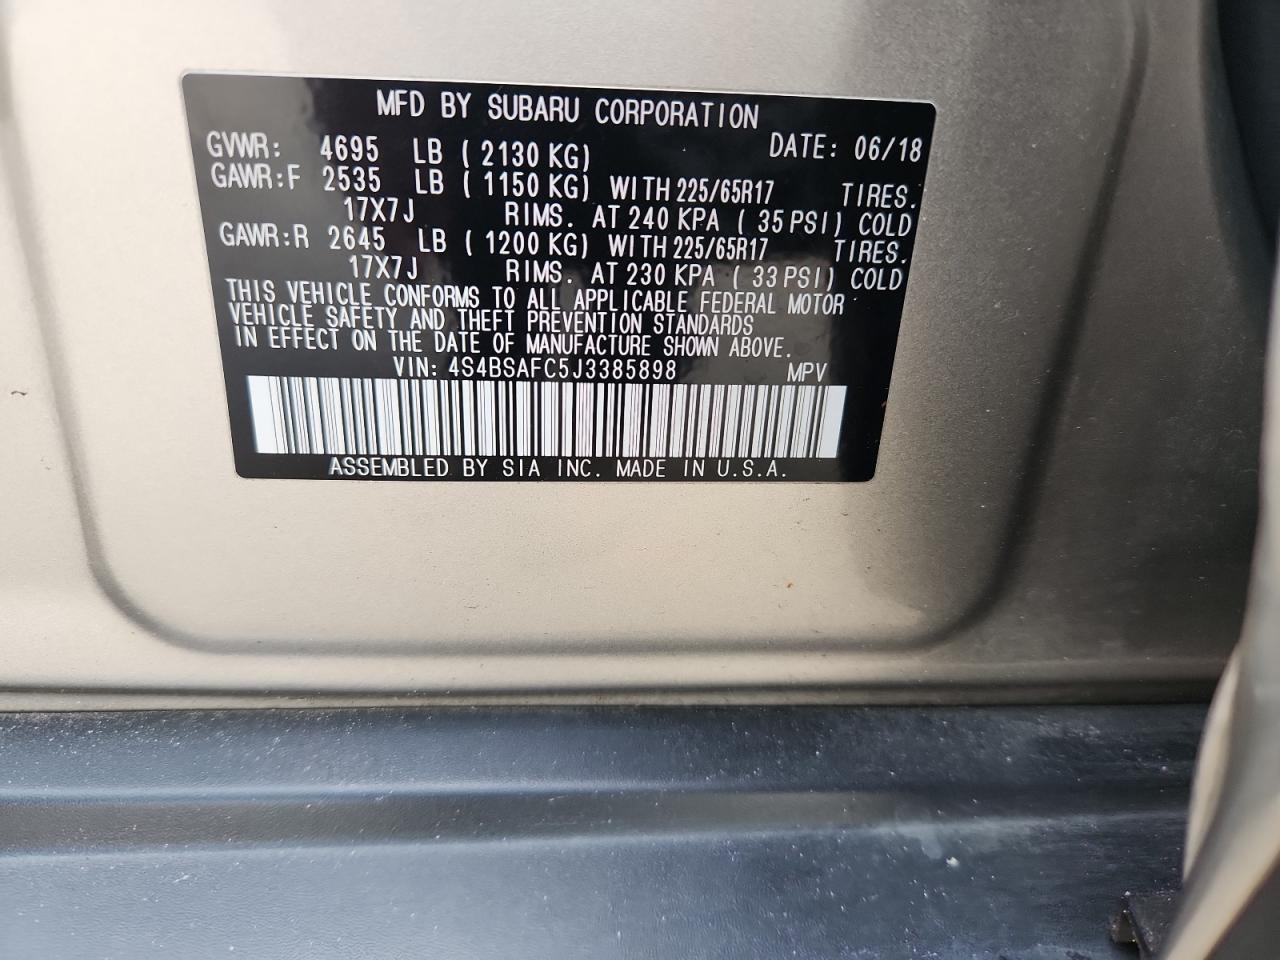 MFD BY SUBARU CORPORATION
GVWR: 4695 LB ( 2130 KG) DATE: 06/18
GAWR:F 2535 LB ( 1150 KG) WITH 225/65R17 TIRES.
17X7J RIMS. AT 240 KPA ( 35 PSI) COLD
GAWR:R 2645 LB ( 1200 KG) WITH 225/65R17 TIRES.
17X7J RIMS. AT 230 KPA ( 33 PSI) COLD
THIS VEHICLE CONFORMS TO ALL APPLICABLE FEDERAL MOTOR
VEHICLE SAFETY AND THEFT PREVENTION STANDARDS
IN EFFECT ON THE DATE OF MANUFACTURE SHOWN ABOVE.
VIN: 4S4BSAFC5J3385898 MPV
ASSEMBLED BY SIA INC. MADE IN U.S.A.